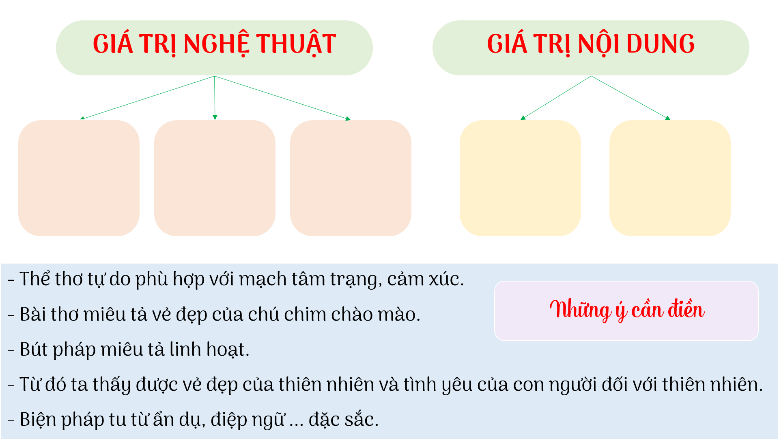 GIÁ TRỊ NGHỆ THUẬT
GIÁ TRỊ NỘI DUNG
- Thể thơ tự do phù hợp với mạch tâm trạng, cảm xúc.
- Bài thơ miêu tả vẻ đẹp của chú chim chào mào.
Những ý cần điền
- Bút pháp miêu tả linh hoạt.
- Từ đó ta thấy được vẻ đẹp của thiên nhiên và tình yêu của con người đối với thiên nhiên.
- Biện pháp tu từ ẩn dụ, điệp ngữ ... đặc sắc.